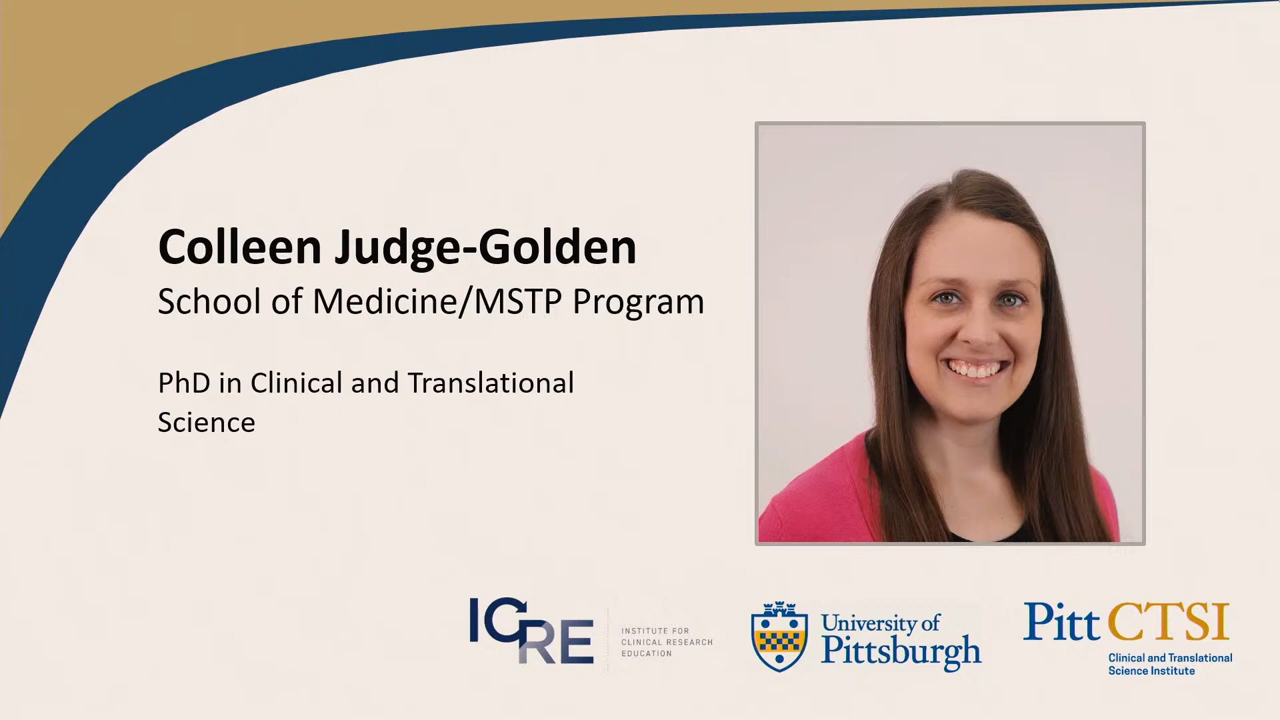 Colleen Judge-Golden
School of Medicine/MSTP Program
PhD in Clinical and Translational
Science
ICRE
INSTITUTE FOR
CLINICAL RESEARCH
EDUCATION
University of
Pittsburgh
Pitt CTSI
Clinical and Translational
Science Institute